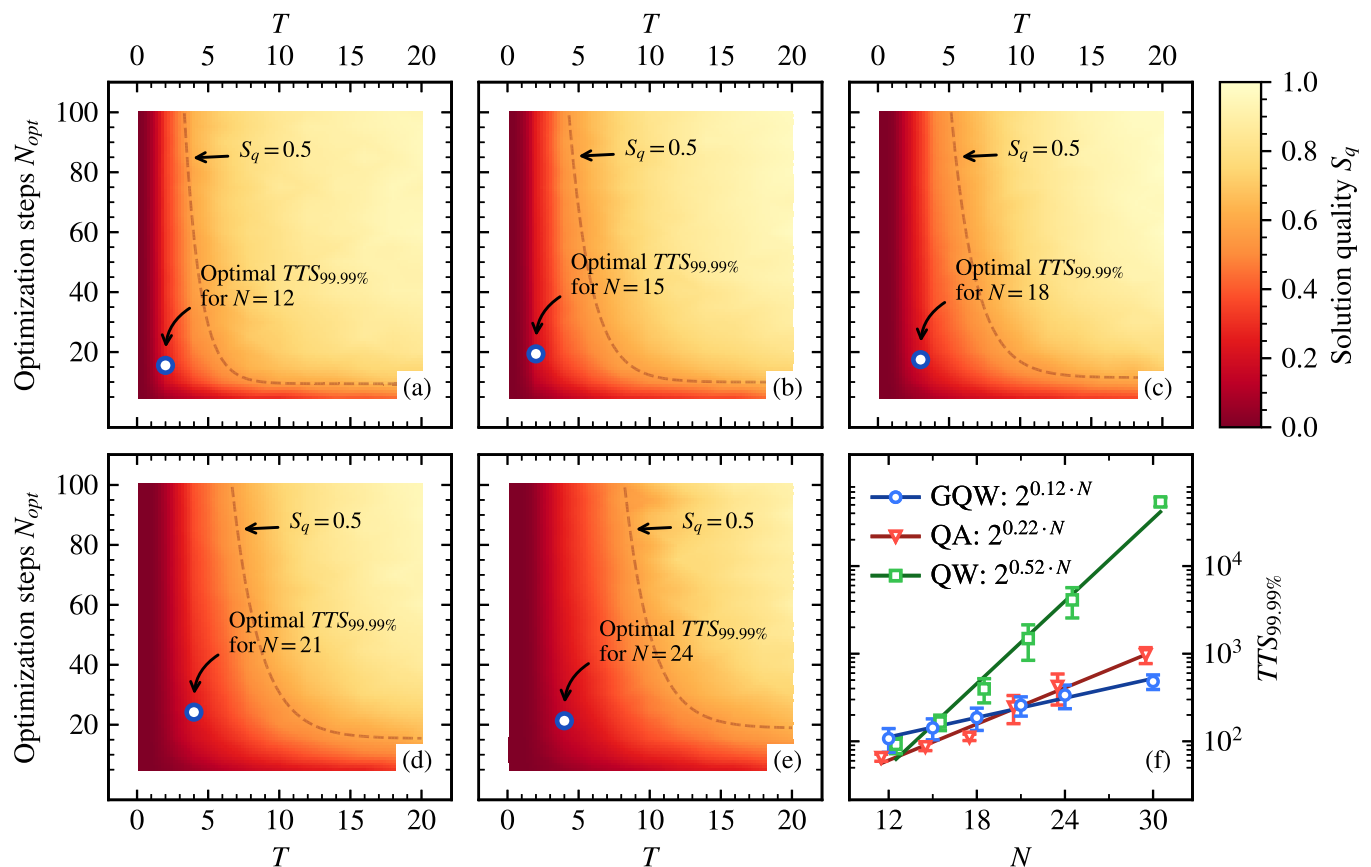 T T T
0 5 10 15 20 0 5 10 15 20 0 5 10 15 20
Optimization steps N_opt
100
80
60
40
20
S_q = 0.5
Optimal TTS_99.99%
for N = 12
(a)
S_q = 0.5
Optimal TTS_99.99%
for N = 15
(b)
S_q = 0.5
Optimal TTS_99.99%
for N = 18
(c)
1.0
0.8
0.6
0.4
0.2
0.0
Solution quality S_q
Optimization steps N_opt
100
80
60
40
20
S_q = 0.5
Optimal TTS_99.99%
for N = 21
(d)
S_q = 0.5
Optimal TTS_99.99%
for N = 24
(e)
GQW: 2^{0.12·N}
QA: 2^{0.22·N}
QW: 2^{0.52·N}
(f)
10^4
10^3
10^2
TTS_99.99%
0 5 10 15 20 0 5 10 15 20 12 18 24 30
T T N